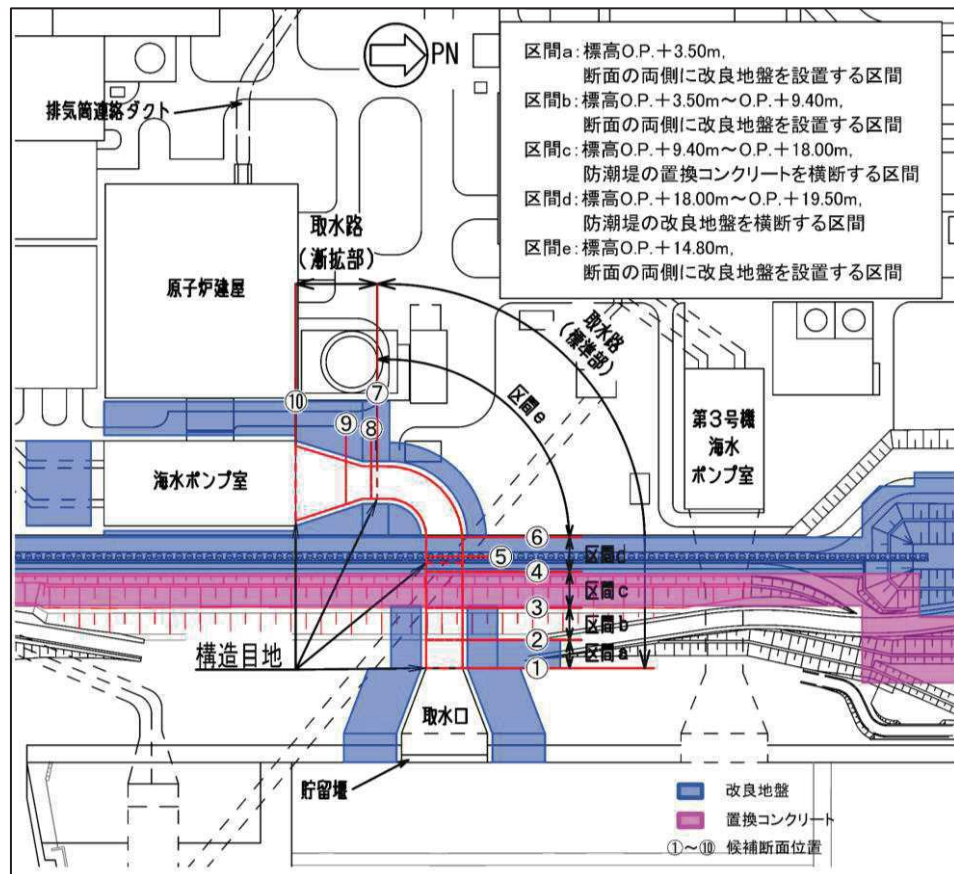 PN
区間a:標高O.P.+3.50m,
断面の両側に改良地盤を設置する区間
区間b:標高O.P.+3.50m~O.P.+9.40m,
断面の両側に改良地盤を設置する区間
区間c:標高O.P.+9.40m~O.P.+18.00m,
防潮堤の置換コンクリートを横断する区間
区間d:標高O.P.+18.00m~O.P.+19.50m,
防潮堤の改良地盤を横断する区間
区間e:標高O.P.+14.80m,
断面の両側に改良地盤を設置する区間
排気筒連絡ダクト
取水路
(漸拡部)
原子炉建屋
取水路
(標準部)
区間e
⑩
⑦
⑨
⑧
第3号機
海水
ポンプ室
海水ポンプ室
⑥
⑤
区間d
④
区間c
③
区間b
②
区間a
①
構造目地
取水口
貯留堰
改良地盤
置換コンクリート
①~⑩ 候補断面位置